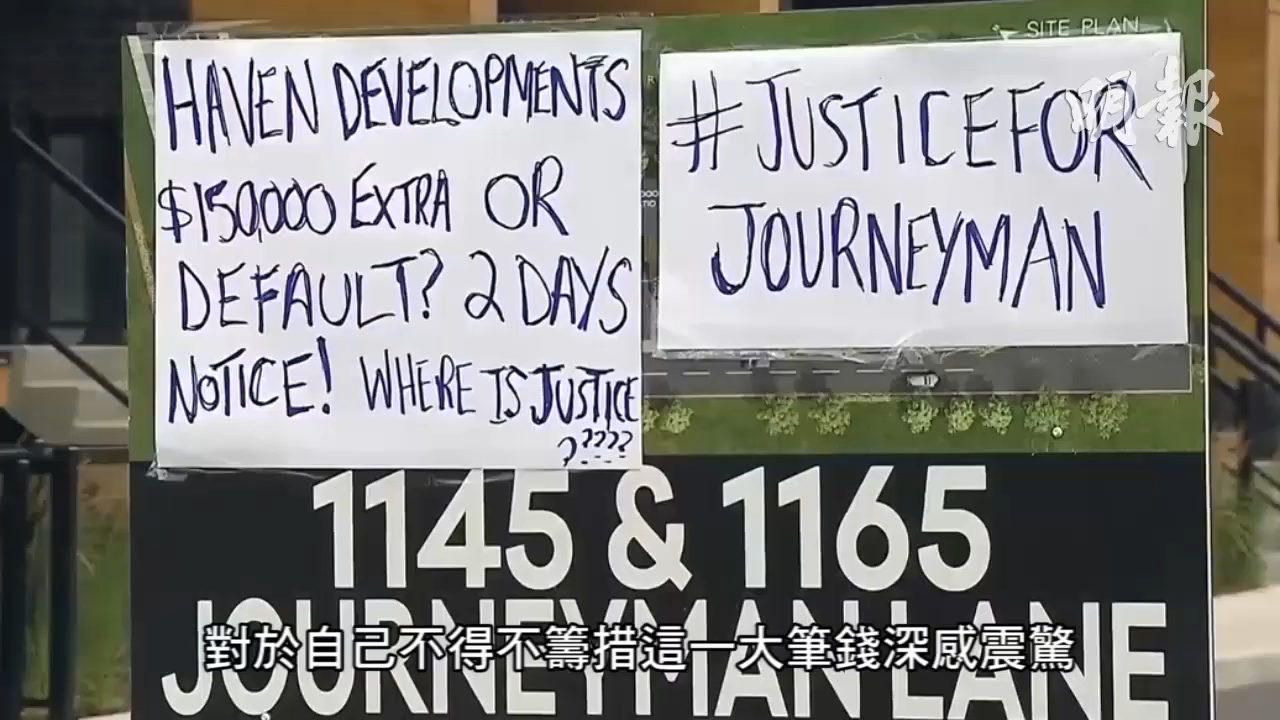 SITE PLAN
明報
HAVEN DEVELOPMENTS
$150,000 EXTRA OR
DEFAULT? 2 DAYS
NOTICE! WHERE IS JUSTICE
?????
#JUSTICEFOR
JOURNEYMAN
1145 & 1165
JOURNEYMAN LANE
對於自己不得不籌措這一大筆錢深感震驚